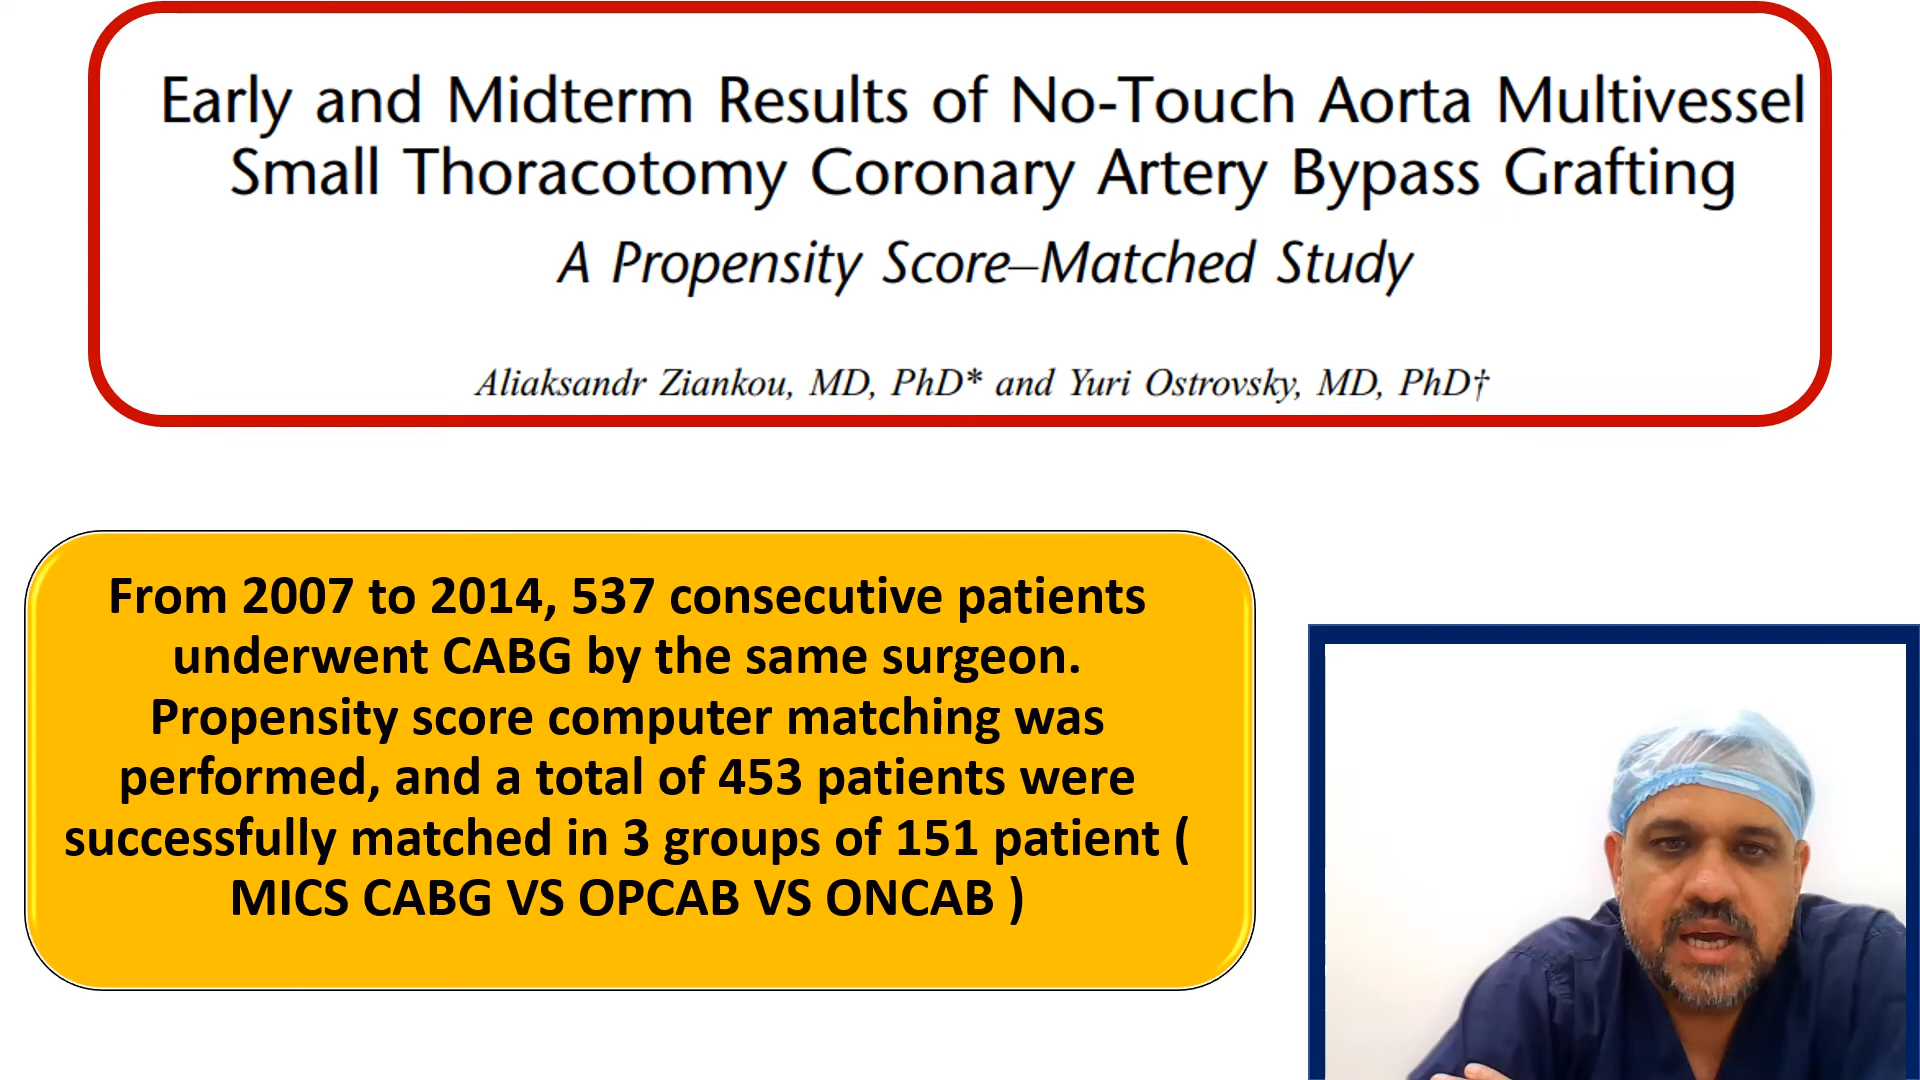 Early and Midterm Results of No-Touch Aorta Multivessel
Small Thoracotomy Coronary Artery Bypass Grafting
A Propensity Score–Matched Study
Aliaksandr Ziankou, MD, PhD* and Yuri Ostrovsky, MD, PhD†
From 2007 to 2014, 537 consecutive patients
underwent CABG by the same surgeon.
Propensity score computer matching was
performed, and a total of 453 patients were
successfully matched in 3 groups of 151 patient (
MICS CABG VS OPCAB VS ONCAB )